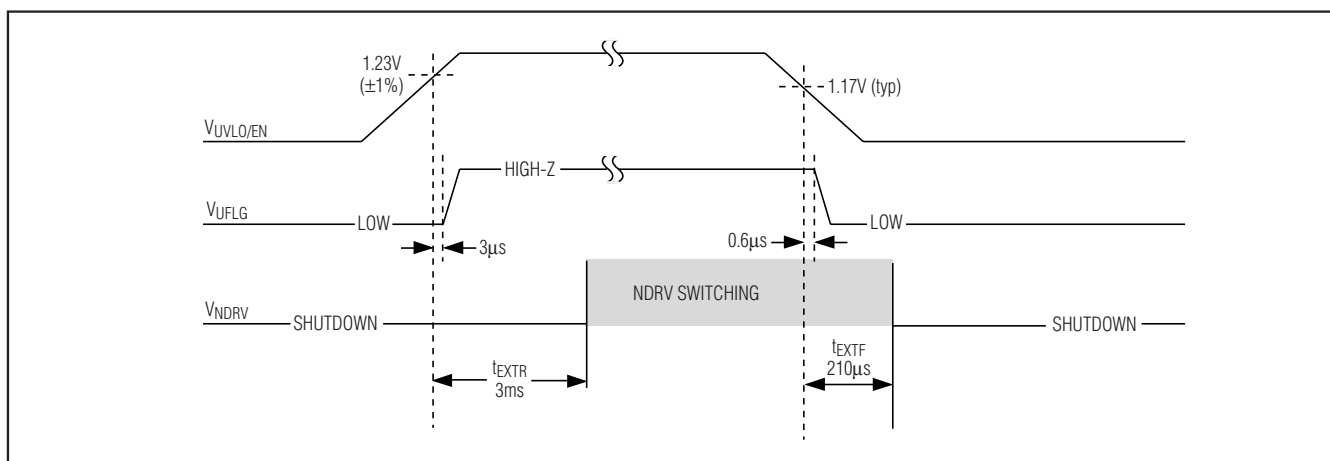 1.23V
(±1%)
1.17V (typ)
VUVLO/EN
HIGH-Z
VUFLG
LOW
LOW
3µs
0.6µs
NDRV SWITCHING
VNDRV
SHUTDOWN
SHUTDOWN
tEXTR
3ms
tEXTF
210µs